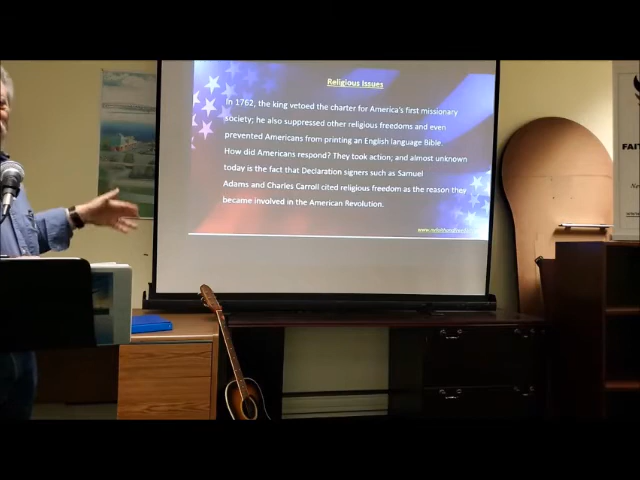 Religious Issues
In 1762, the king vetoed the charter for America's first missionary
society; he also suppressed other religious freedoms and even
prevented Americans from printing an English language Bible.
How did Americans respond? They took action; and almost unknown
today is the fact that Declaration signers such as Samuel
Adams and Charles Carroll cited religious freedom as the reason they
became involved in the American Revolution.
FAIT